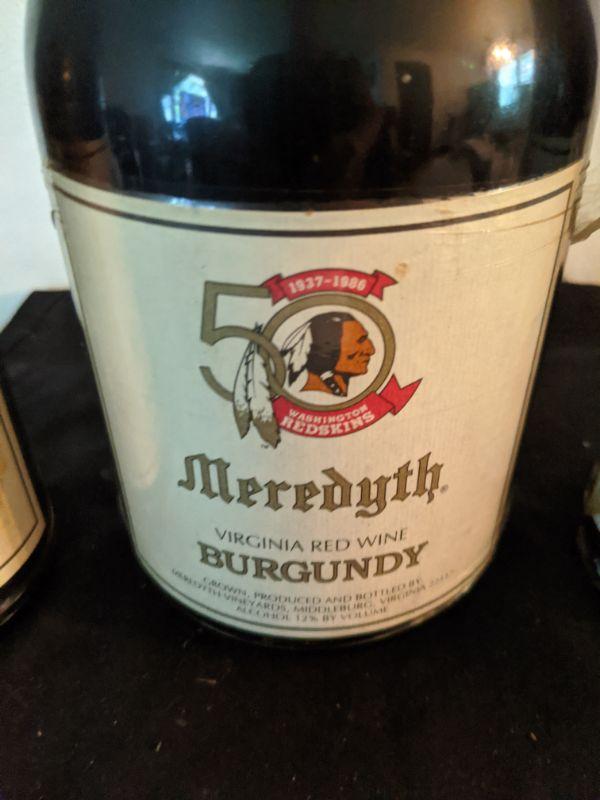 1937-1986
50
WASHINGTON
REDSKINS
™
Meredyth®
VIRGINIA RED WINE
BURGUNDY
GROWN, PRODUCED AND BOTTLED BY
MEREDYTH VINEYARDS, MIDDLEBURG, VIRGINIA
ALCOHOL 12% BY VOLUME